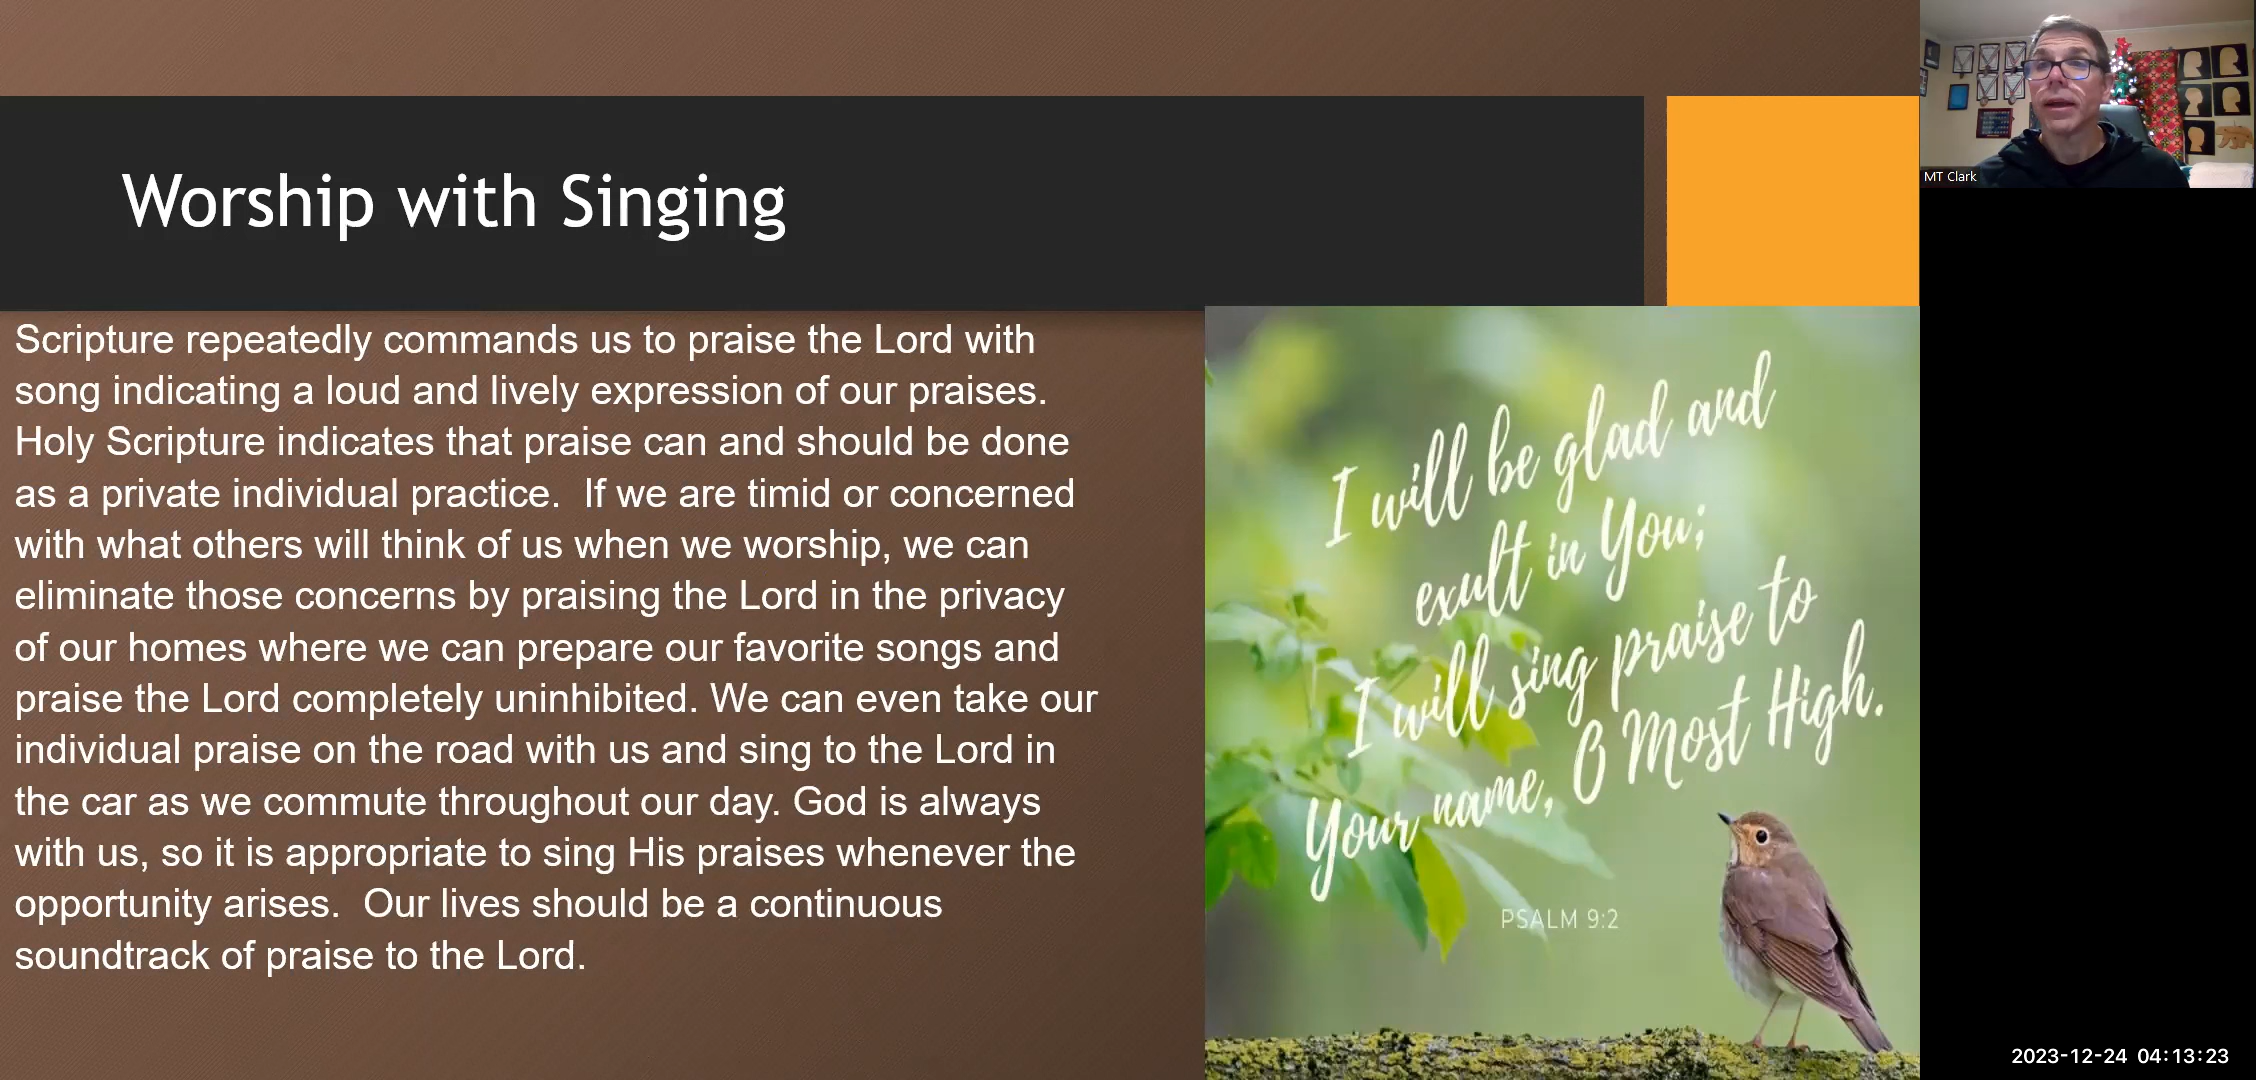 Worship with Singing
Scripture repeatedly commands us to praise the Lord with
song indicating a loud and lively expression of our praises.
Holy Scripture indicates that praise can and should be done
as a private individual practice.  If we are timid or concerned
with what others will think of us when we worship, we can
eliminate those concerns by praising the Lord in the privacy
of our homes where we can prepare our favorite songs and
praise the Lord completely uninhibited. We can even take our
individual praise on the road with us and sing to the Lord in
the car as we commute throughout our day. God is always
with us, so it is appropriate to sing His praises whenever the
opportunity arises.  Our lives should be a continuous
soundtrack of praise to the Lord.
I will be glad and
exult in You;
I will sing praise to
Your name, O Most High.
PSALM 9:2
MT Clark
2023-12-24 04:13:23